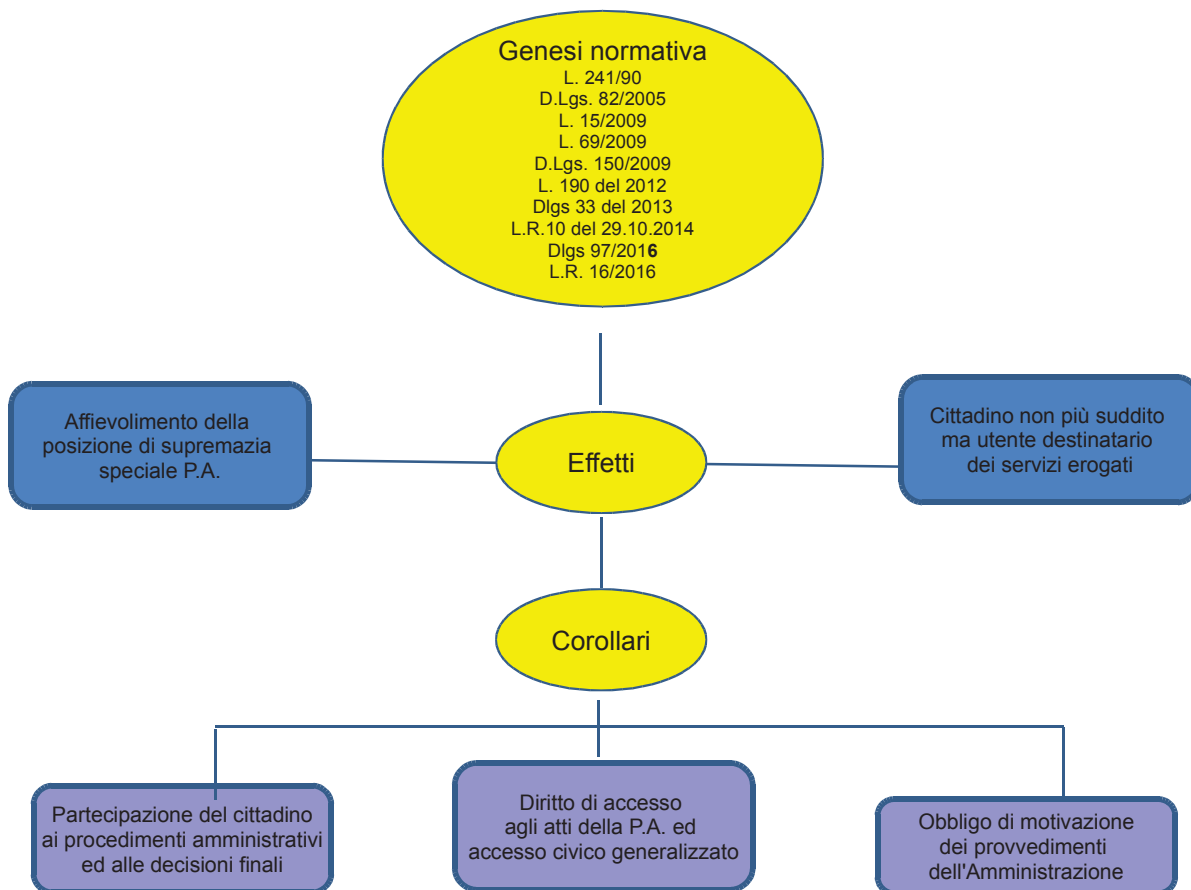 Genesi normativa
L. 241/90
D.Lgs. 82/2005
L. 15/2009
L. 69/2009
D.Lgs. 150/2009
L. 190 del 2012
Dlgs 33 del 2013
L.R.10 del 29.10.2014
Dlgs 97/2016
L.R. 16/2016
Affievolimento della
posizione di supremazia
speciale P.A.
Effetti
Cittadino non più suddito
ma utente destinatario
dei servizi erogati
Corollari
Partecipazione del cittadino
ai procedimenti amministrativi
ed alle decisioni finali
Diritto di accesso
agli atti della P.A. ed
accesso civico generalizzato
Obbligo di motivazione
dei provvedimenti
dell'Amministrazione